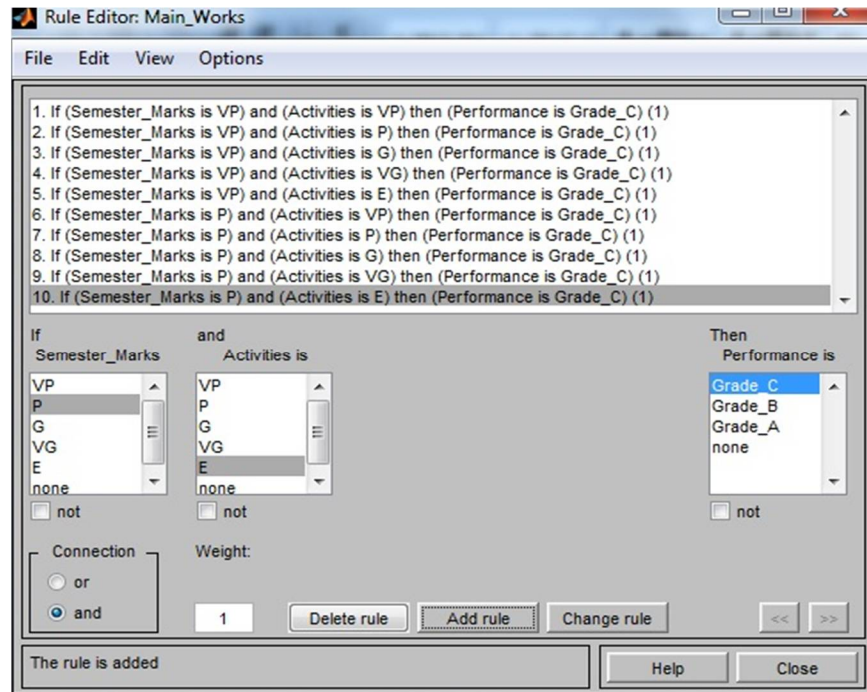 Rule Editor: Main_Works
File Edit View Options
1. If (Semester_Marks is VP) and (Activities is VP) then (Performance is Grade_C) (1)
2. If (Semester_Marks is VP) and (Activities is P) then (Performance is Grade_C) (1)
3. If (Semester_Marks is VP) and (Activities is G) then (Performance is Grade_C) (1)
4. If (Semester_Marks is VP) and (Activities is VG) then (Performance is Grade_C) (1)
5. If (Semester_Marks is VP) and (Activities is E) then (Performance is Grade_C) (1)
6. If (Semester_Marks is P) and (Activities is VP) then (Performance is Grade_C) (1)
7. If (Semester_Marks is P) and (Activities is P) then (Performance is Grade_C) (1)
8. If (Semester_Marks is P) and (Activities is G) then (Performance is Grade_C) (1)
9. If (Semester_Marks is P) and (Activities is VG) then (Performance is Grade_C) (1)
10. If (Semester_Marks is P) and (Activities is E) then (Performance is Grade_C) (1)
If
Semester_Marks
VP
P
G
VG
E
none
not
and
Activities is
VP
P
G
VG
E
none
not
Then
Performance is
Grade_C
Grade_B
Grade_A
none
not
Connection
or
and
Weight:
1
Delete rule
Add rule
Change rule
<<
>>
The rule is added
Help
Close